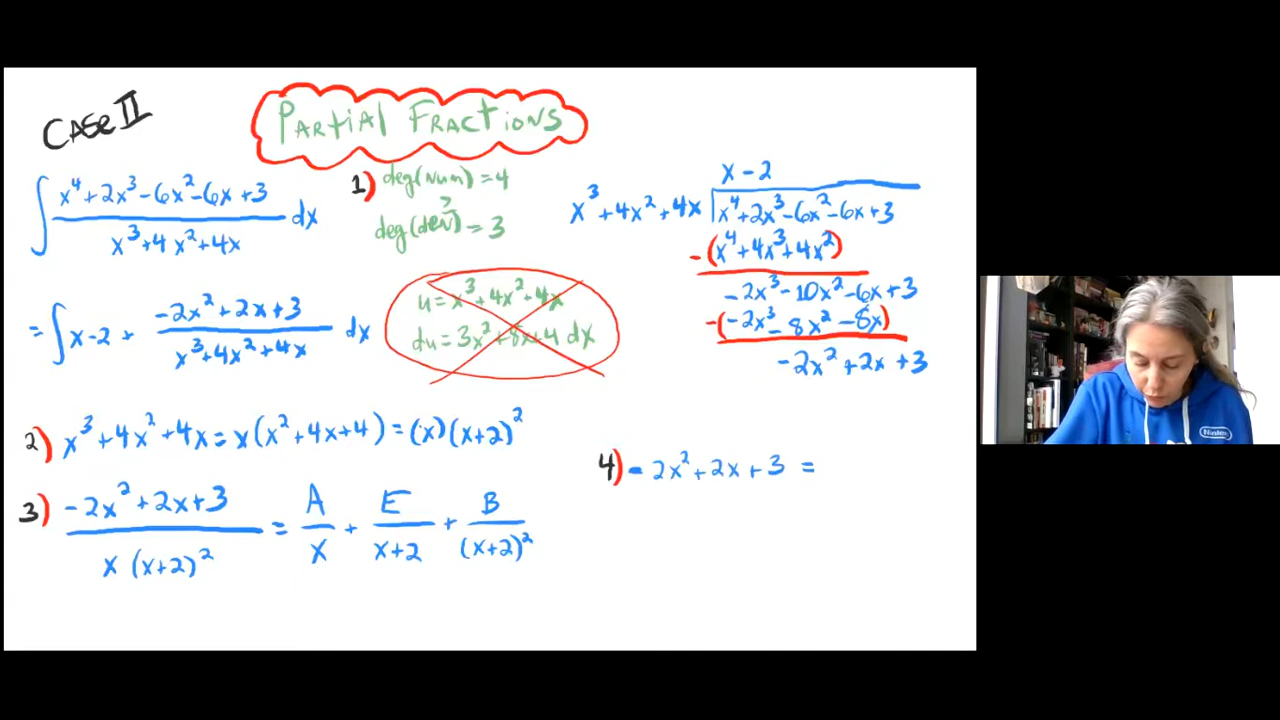 CASE II
PARTIAL FRACTIONS
∫ (x⁴+2x³-6x²-6x+3)/(x³+4x²+4x) dx
= ∫ x-2 + (-2x²+2x+3)/(x³+4x²+4x) dx
1) deg(Num) = 4
>
deg(den) = 3
u = x³+4x²+4x
du = 3x²+8x+4 dx
x-2
x³+4x²+4x | x⁴+2x³-6x²-6x+3
-(x⁴+4x³+4x²)
-2x³-10x²-6x+3
-(-2x³-8x²-8x)
-2x²+2x+3
2) x³+4x²+4x = x(x²+4x+4) = (x)(x+2)²
3) (-2x²+2x+3)/(x(x+2)²) = A/x + E/(x+2) + B/(x+2)²
4) -2x²+2x+3 =
Nintendo